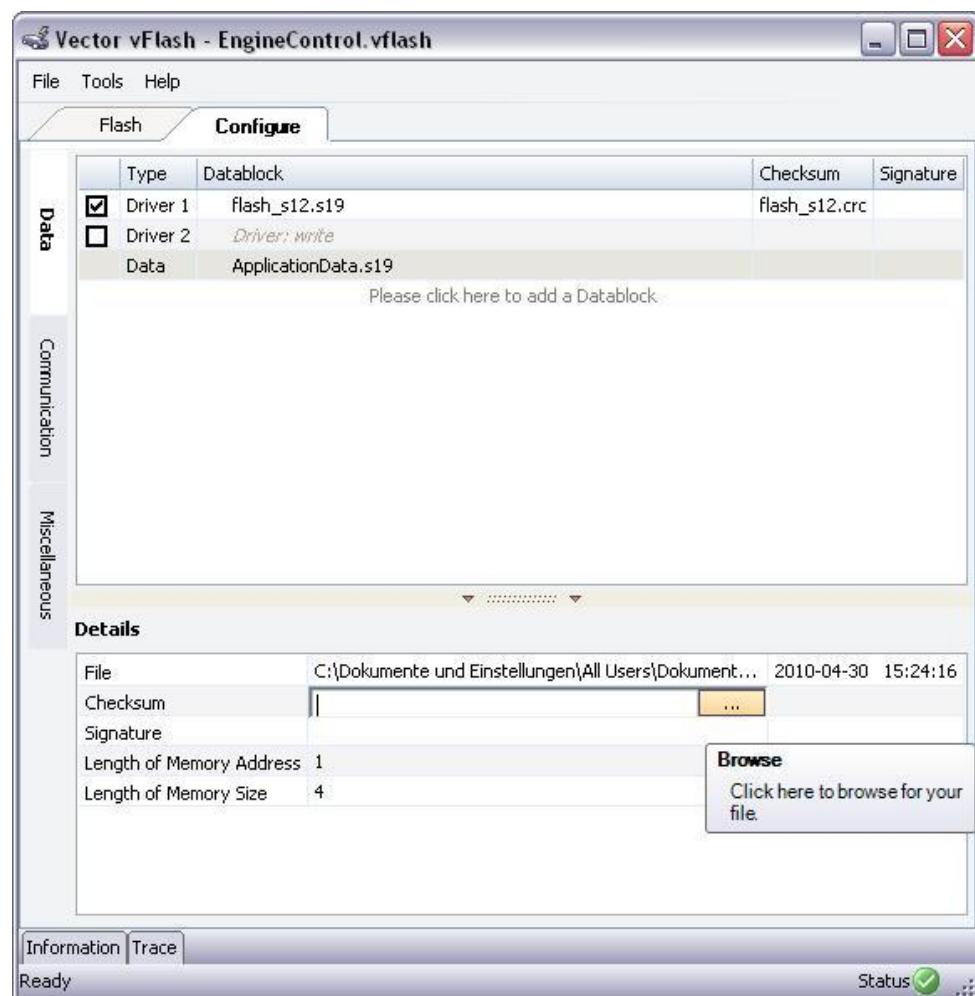 Vector vFlash - EngineControl.vflash
File Tools Help
Flash Configure
Data
Communication
Miscellaneous
Type Datablock Checksum Signature
Driver 1 flash_s12.s19 flash_s12.crc
Driver 2 Driver: write
Data ApplicationData.s19
Please click here to add a Datablock
Details
File C:\Dokumente und Einstellungen\All Users\Dokument... 2010-04-30 15:24:16
Checksum ...
Signature
Length of Memory Address 1
Length of Memory Size 4
Browse
Click here to browse for your
file.
Information Trace
Ready Status